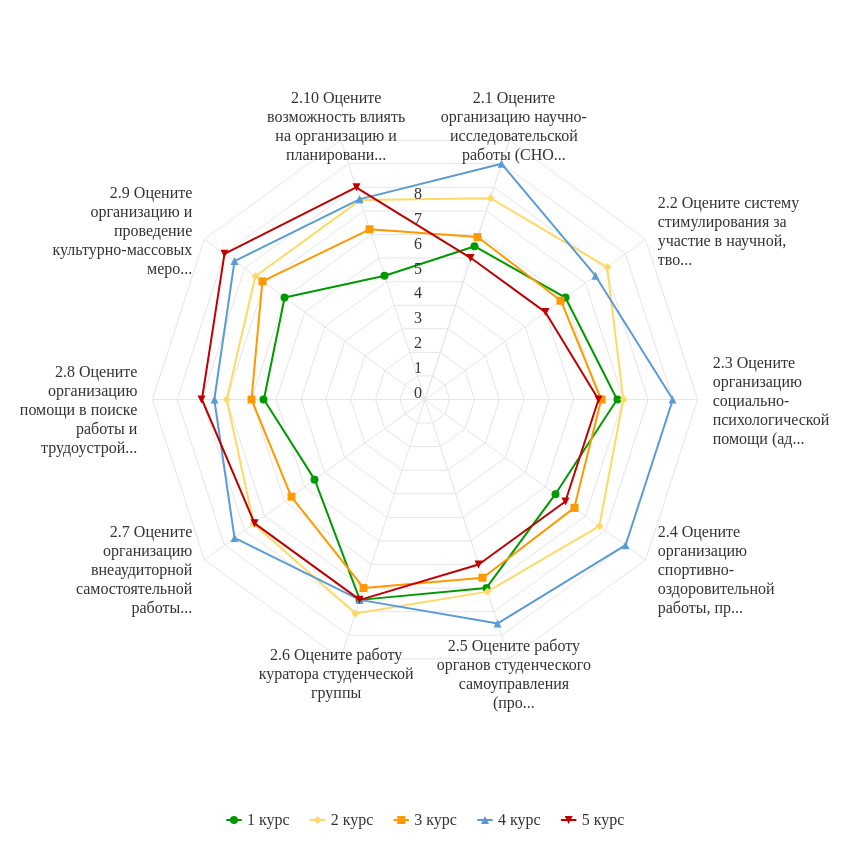 2.10 Оцените
возможность влиять
на организацию и
планировани...
2.1 Оцените
организацию научно-
исследовательской
работы (СНО...
2.2 Оцените систему
стимулирования за
участие в научной,
тво...
2.3 Оцените
организацию
социально-
психологической
помощи (ад...
2.4 Оцените
организацию
спортивно-
оздоровительной
работы, пр...
2.5 Оцените работу
органов студенческого
самоуправления
(про...
2.6 Оцените работу
куратора студенческой
группы
2.7 Оцените
организацию
внеаудиторной
самостоятельной
работы...
2.8 Оцените
организацию
помощи в поиске
работы и
трудоустрой...
2.9 Оцените
организацию и
проведение
культурно-массовых
меро...
8
7
6
5
4
3
2
1
0
1 курс 2 курс 3 курс 4 курс 5 курс